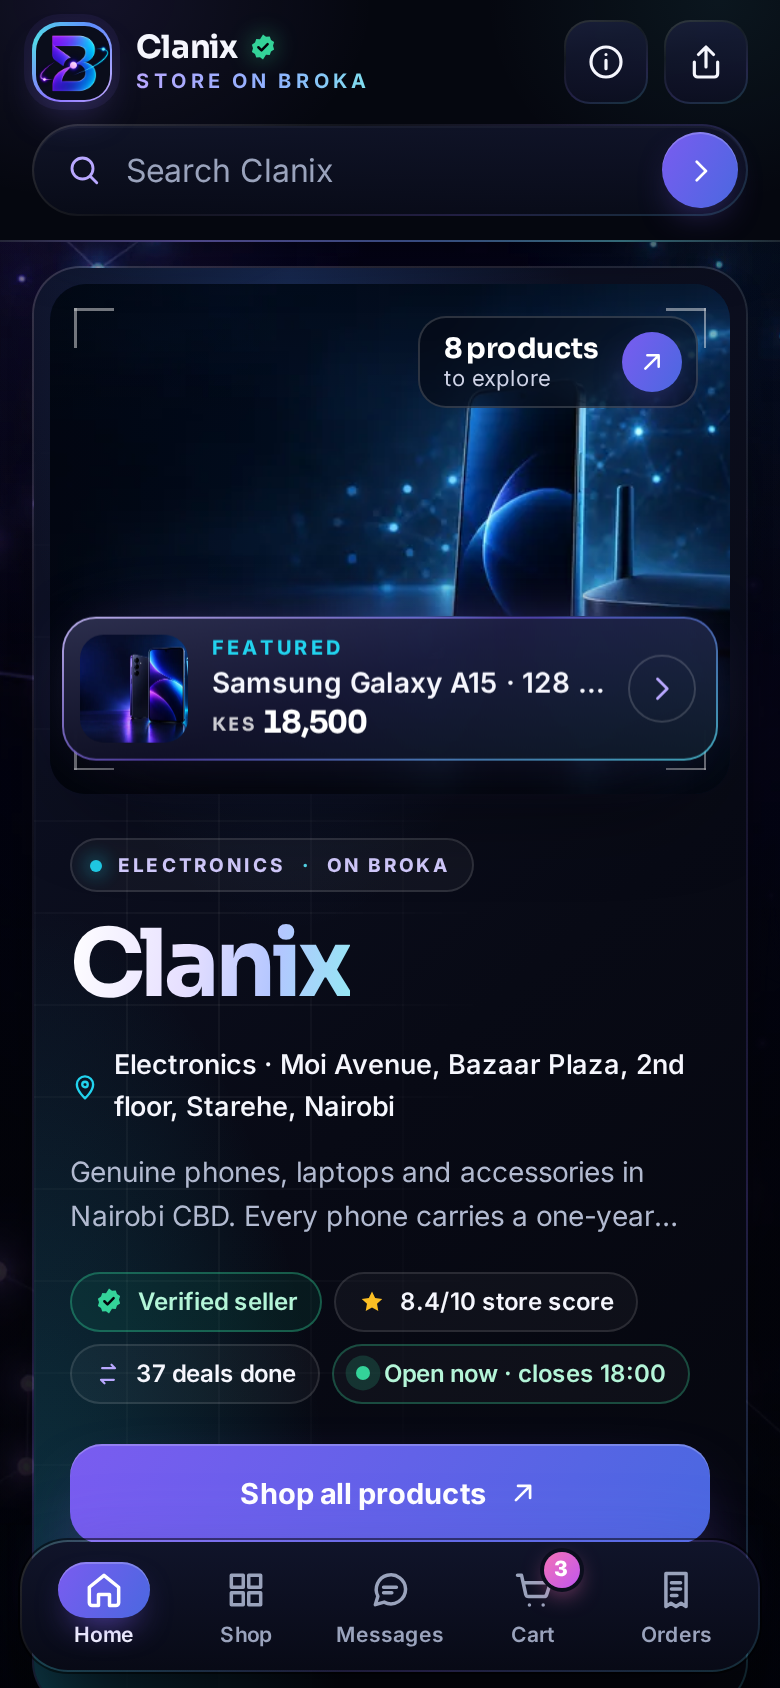 Clanix
STORE ON BROKA
Search Clanix
8 products
to explore
FEATURED
Samsung Galaxy A15 · 128 ...
KES 18,500
ELECTRONICS · ON BROKA
Clanix
Electronics · Moi Avenue, Bazaar Plaza, 2nd
floor, Starehe, Nairobi
Genuine phones, laptops and accessories in
Nairobi CBD. Every phone carries a one-year...
Verified seller
8.4/10 store score
37 deals done
Open now · closes 18:00
Shop all products
3
Home
Shop
Messages
Cart
Orders